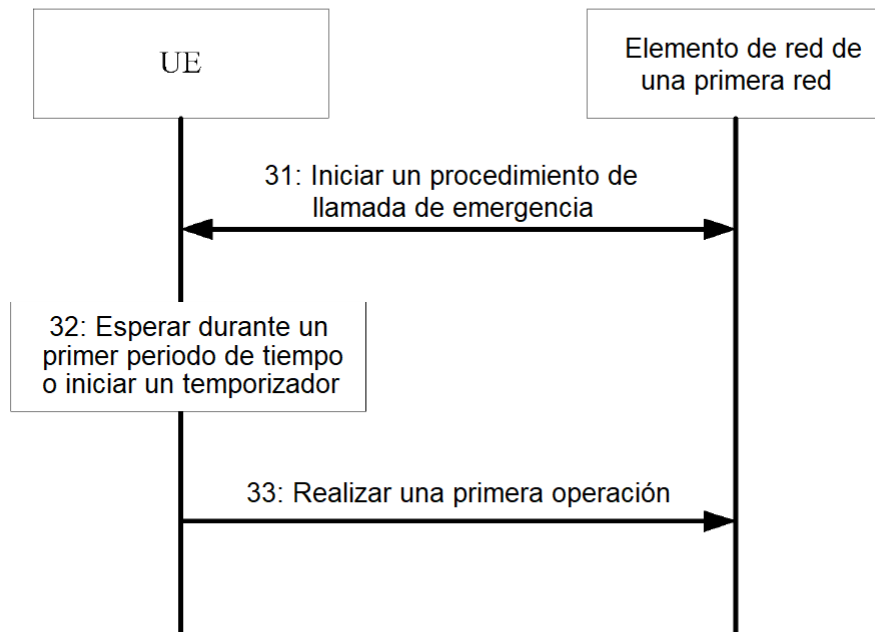 UE
Elemento de red de
una primera red
31: Iniciar un procedimiento de
llamada de emergencia
32: Esperar durante un
primer periodo de tiempo
o iniciar un temporizador
33: Realizar una primera operación